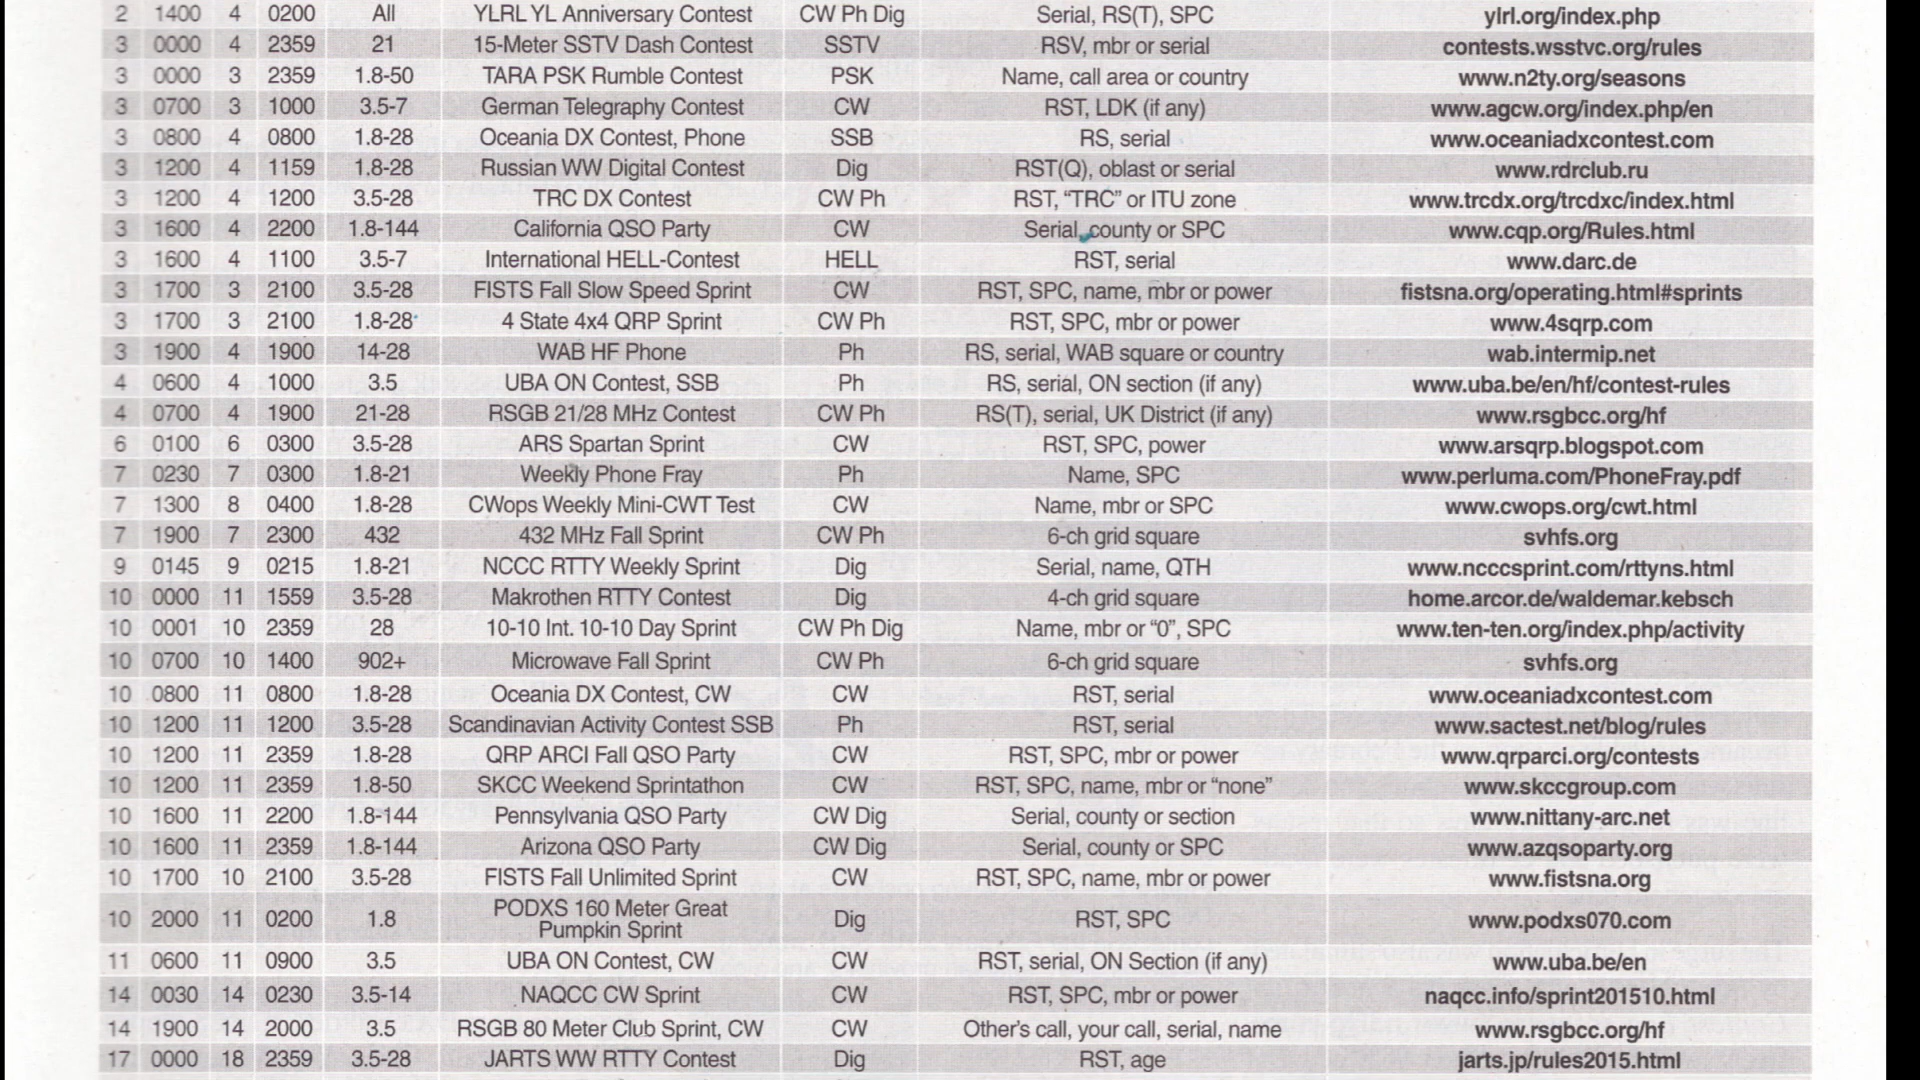 2 1400 4 0200 All YLRL YL Anniversary Contest CW Ph Dig Serial, RS(T), SPC ylrl.org/index.php
3 0000 4 2359 21 15-Meter SSTV Dash Contest SSTV RSV, mbr or serial contests.wsstvc.org/rules
3 0000 3 2359 1.8-50 TARA PSK Rumble Contest PSK Name, call area or country www.n2ty.org/seasons
3 0700 3 1000 3.5-7 German Telegraphy Contest CW RST, LDK (if any) www.agcw.org/index.php/en
3 0800 4 0800 1.8-28 Oceania DX Contest, Phone SSB RS, serial www.oceaniadxcontest.com
3 1200 4 1159 1.8-28 Russian WW Digital Contest Dig RST(Q), oblast or serial www.rdrclub.ru
3 1200 4 1200 3.5-28 TRC DX Contest CW Ph RST, “TRC” or ITU zone www.trcdx.org/trcdxc/index.html
3 1600 4 2200 1.8-144 California QSO Party CW Serial, county or SPC www.cqp.org/Rules.html
3 1600 4 1100 3.5-7 International HELL-Contest HELL RST, serial www.darc.de
3 1700 3 2100 3.5-28 FISTS Fall Slow Speed Sprint CW RST, SPC, name, mbr or power fistsna.org/operating.html#sprints
3 1700 3 2100 1.8-28 4 State 4x4 QRP Sprint CW Ph RST, SPC, mbr or power www.4sqrp.com
3 1900 4 1900 14-28 WAB HF Phone Ph RS, serial, WAB square or country wab.intermip.net
4 0600 4 1000 3.5 UBA ON Contest, SSB Ph RS, serial, ON section (if any) www.uba.be/en/hf/contest-rules
4 0700 4 1900 21-28 RSGB 21/28 MHz Contest CW Ph RS(T), serial, UK District (if any) www.rsgbcc.org/hf
6 0100 6 0300 3.5-28 ARS Spartan Sprint CW RST, SPC, power www.arsqrp.blogspot.com
7 0230 7 0300 1.8-21 Weekly Phone Fray Ph Name, SPC www.perluma.com/PhoneFray.pdf
7 1300 8 0400 1.8-28 CWops Weekly Mini-CWT Test CW Name, mbr or SPC www.cwops.org/cwt.html
7 1900 7 2300 432 432 MHz Fall Sprint CW Ph 6-ch grid square svhfs.org
9 0145 9 0215 1.8-21 NCCC RTTY Weekly Sprint Dig Serial, name, QTH www.ncccsprint.com/rttyns.html
10 0000 11 1559 3.5-28 Makrothen RTTY Contest Dig 4-ch grid square home.arcor.de/waldemar.kebsch
10 0001 10 2359 28 10-10 Int. 10-10 Day Sprint CW Ph Dig Name, mbr or “0”, SPC www.ten-ten.org/index.php/activity
10 0700 10 1400 902+ Microwave Fall Sprint CW Ph 6-ch grid square svhfs.org
10 0800 11 0800 1.8-28 Oceania DX Contest, CW CW RST, serial www.oceaniadxcontest.com
10 1200 11 1200 3.5-28 Scandinavian Activity Contest SSB Ph RST, serial www.sactest.net/blog/rules
10 1200 11 2359 1.8-28 QRP ARCI Fall QSO Party CW RST, SPC, mbr or power www.qrparci.org/contests
10 1200 11 2359 1.8-50 SKCC Weekend Sprintathon CW RST, SPC, name, mbr or “none” www.skccgroup.com
10 1600 11 2200 1.8-144 Pennsylvania QSO Party CW Dig Serial, county or section www.nittany-arc.net
10 1600 11 2359 1.8-144 Arizona QSO Party CW Dig Serial, county or SPC www.azqsoparty.org
10 1700 10 2100 3.5-28 FISTS Fall Unlimited Sprint CW RST, SPC, name, mbr or power www.fistsna.org
10 2000 11 0200 1.8 PODXS 160 Meter Great
Pumpkin Sprint Dig RST, SPC www.podxs070.com
11 0600 11 0900 3.5 UBA ON Contest, CW CW RST, serial, ON Section (if any) www.uba.be/en
14 0030 14 0230 3.5-14 NAQCC CW Sprint CW RST, SPC, mbr or power naqcc.info/sprint201510.html
14 1900 14 2000 3.5 RSGB 80 Meter Club Sprint, CW CW Other's call, your call, serial, name www.rsgbcc.org/hf
17 0000 18 2359 3.5-28 JARTS WW RTTY Contest Dig RST, age jarts.jp/rules2015.html